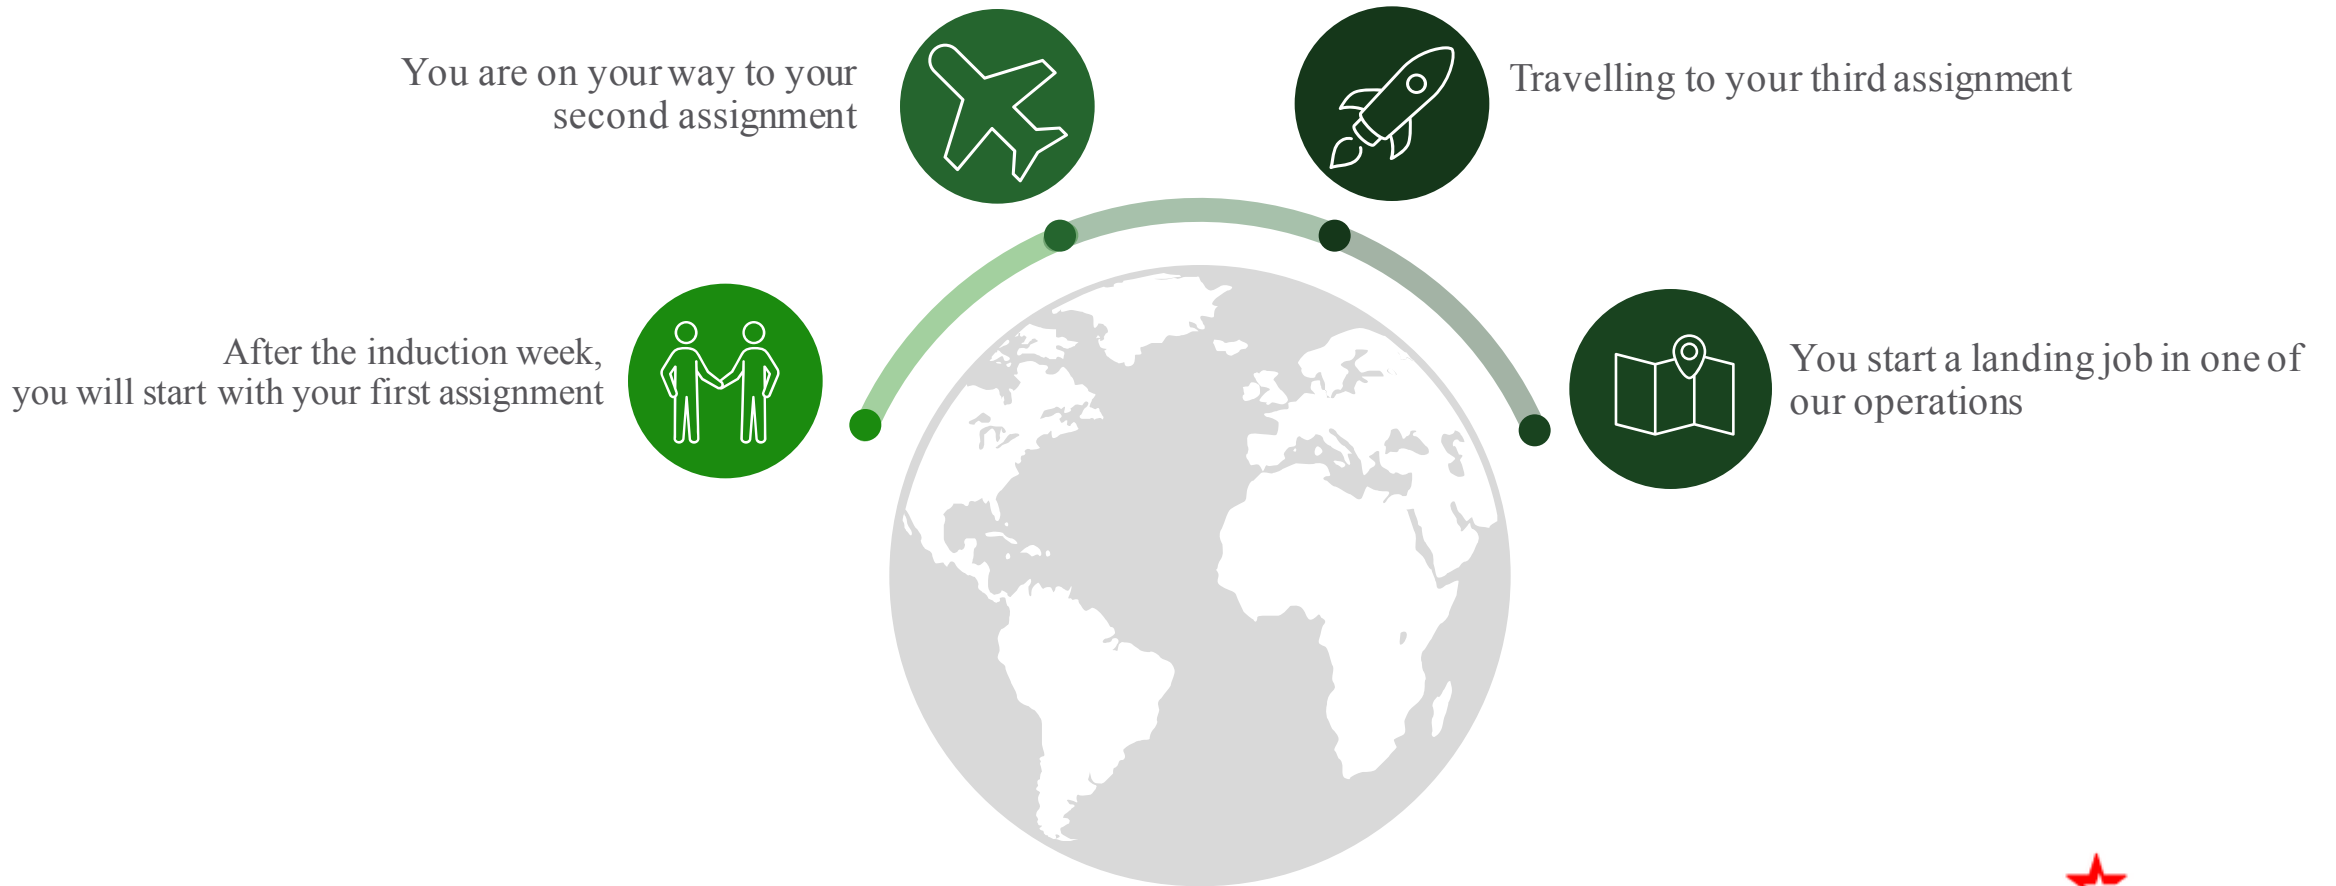 You are on your way to your
second assignment
Travelling to your third assignment
After the induction week,
you will start with your first assignment
You start a landing job in one of
our operations